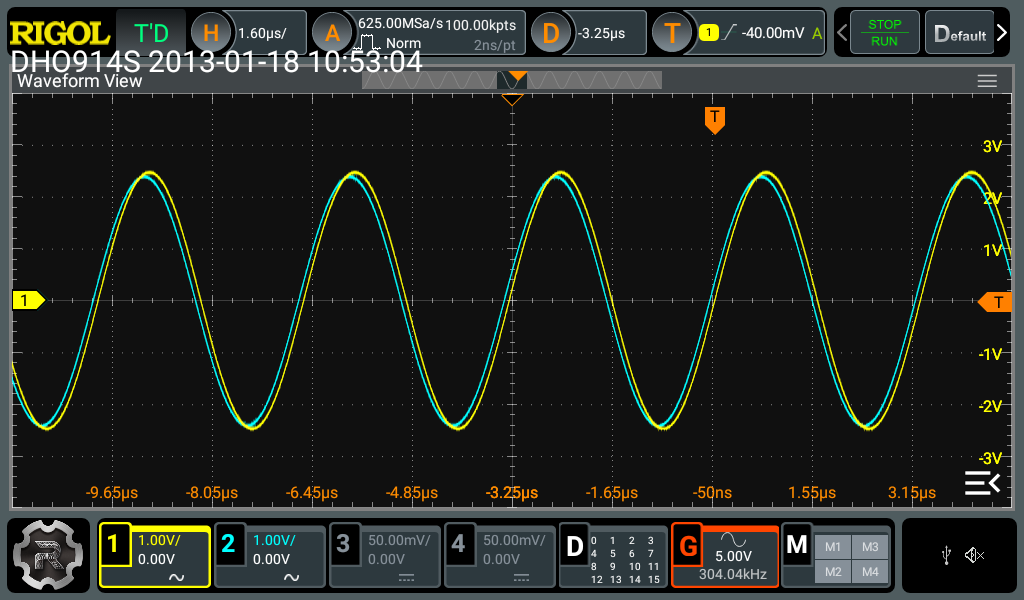 RIGOL T'D H 1.60μs/ A 625.00MSa/s 100.00kpts D -3.25μs T 1 -40.00mV A STOP Default
Norm 2ns/pt RUN
DHO914S 2013-01-18 10:53:04
Waveform View
T
3V
2V
1V
1 T
-1V
-2V
-3V
-9.65μs -8.05μs -6.45μs -4.85μs -3.25μs -1.65μs -50ns 1.55μs 3.15μs
1 1.00V/ 2 1.00V/ 3 50.00mV/ 4 50.00mV/ D 0 1 2 3 G M M1 M3
0.00V 0.00V 0.00V 0.00V 4 5 6 7 5.00V M2 M4
8 9 10 11 304.04kHz
12 13 14 15
R